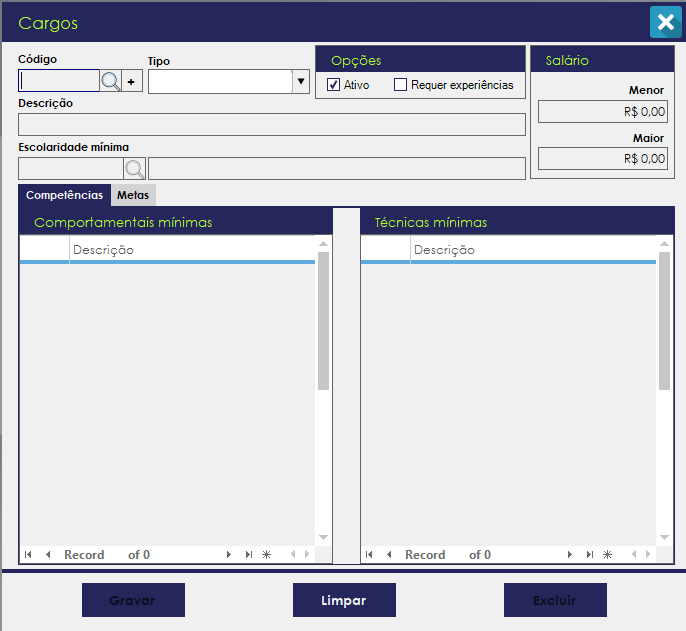 Cargos
Código
Tipo
Opções
Salário
+
Ativo
Requer experiências
Menor
R$ 0,00
Descrição
Maior
R$ 0,00
Escolaridade mínima
Competências
Metas
Comportamentais mínimas
Técnicas mínimas
Descrição
Descrição
Record of 0
Record of 0
Gravar
Limpar
Excluir